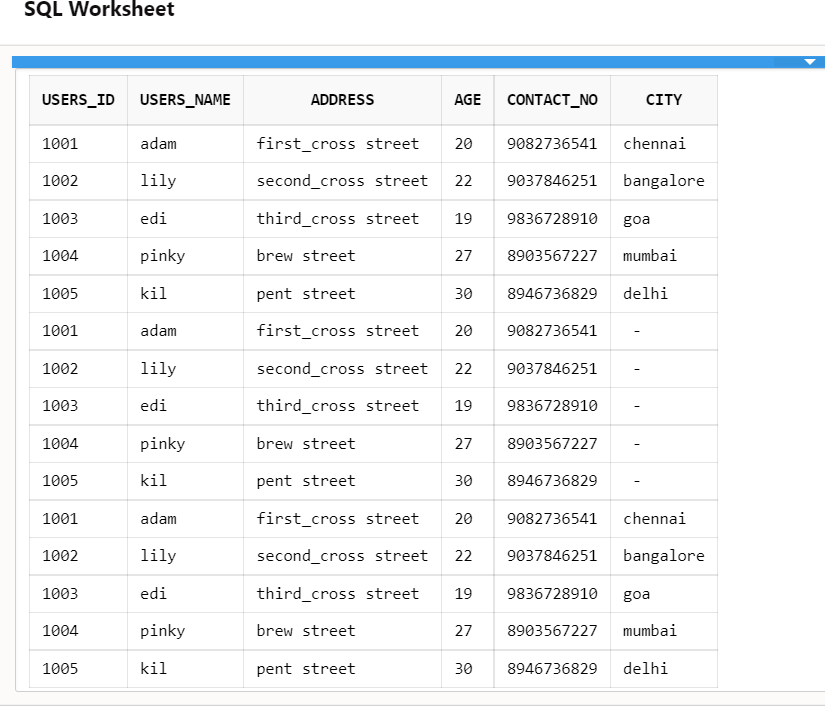 SQL Worksheet
USERS_ID USERS_NAME ADDRESS AGE CONTACT_NO CITY
1001 adam first_cross street 20 9082736541 chennai
1002 lily second_cross street 22 9037846251 bangalore
1003 edi third_cross street 19 9836728910 goa
1004 pinky brew street 27 8903567227 mumbai
1005 kil pent street 30 8946736829 delhi
1001 adam first_cross street 20 9082736541 -
1002 lily second_cross street 22 9037846251 -
1003 edi third_cross street 19 9836728910 -
1004 pinky brew street 27 8903567227 -
1005 kil pent street 30 8946736829 -
1001 adam first_cross street 20 9082736541 chennai
1002 lily second_cross street 22 9037846251 bangalore
1003 edi third_cross street 19 9836728910 goa
1004 pinky brew street 27 8903567227 mumbai
1005 kil pent street 30 8946736829 delhi